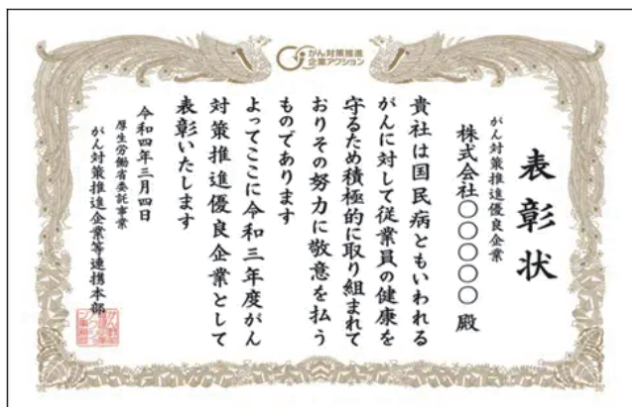 がん対策推進
企業アクション
表彰状
がん対策推進優良企業
株式会社〇〇〇〇〇 殿
貴社は国民病ともいわれる
がんに対して従業員の健康を
守るため積極的に取り組まれて
おりその努力に敬意を払う
ものであります
よってここに令和三年度がん
対策推進優良企業として
表彰いたします
令和四年三月四日
厚生労働省委託事業
がん対策推進企業等連携本部